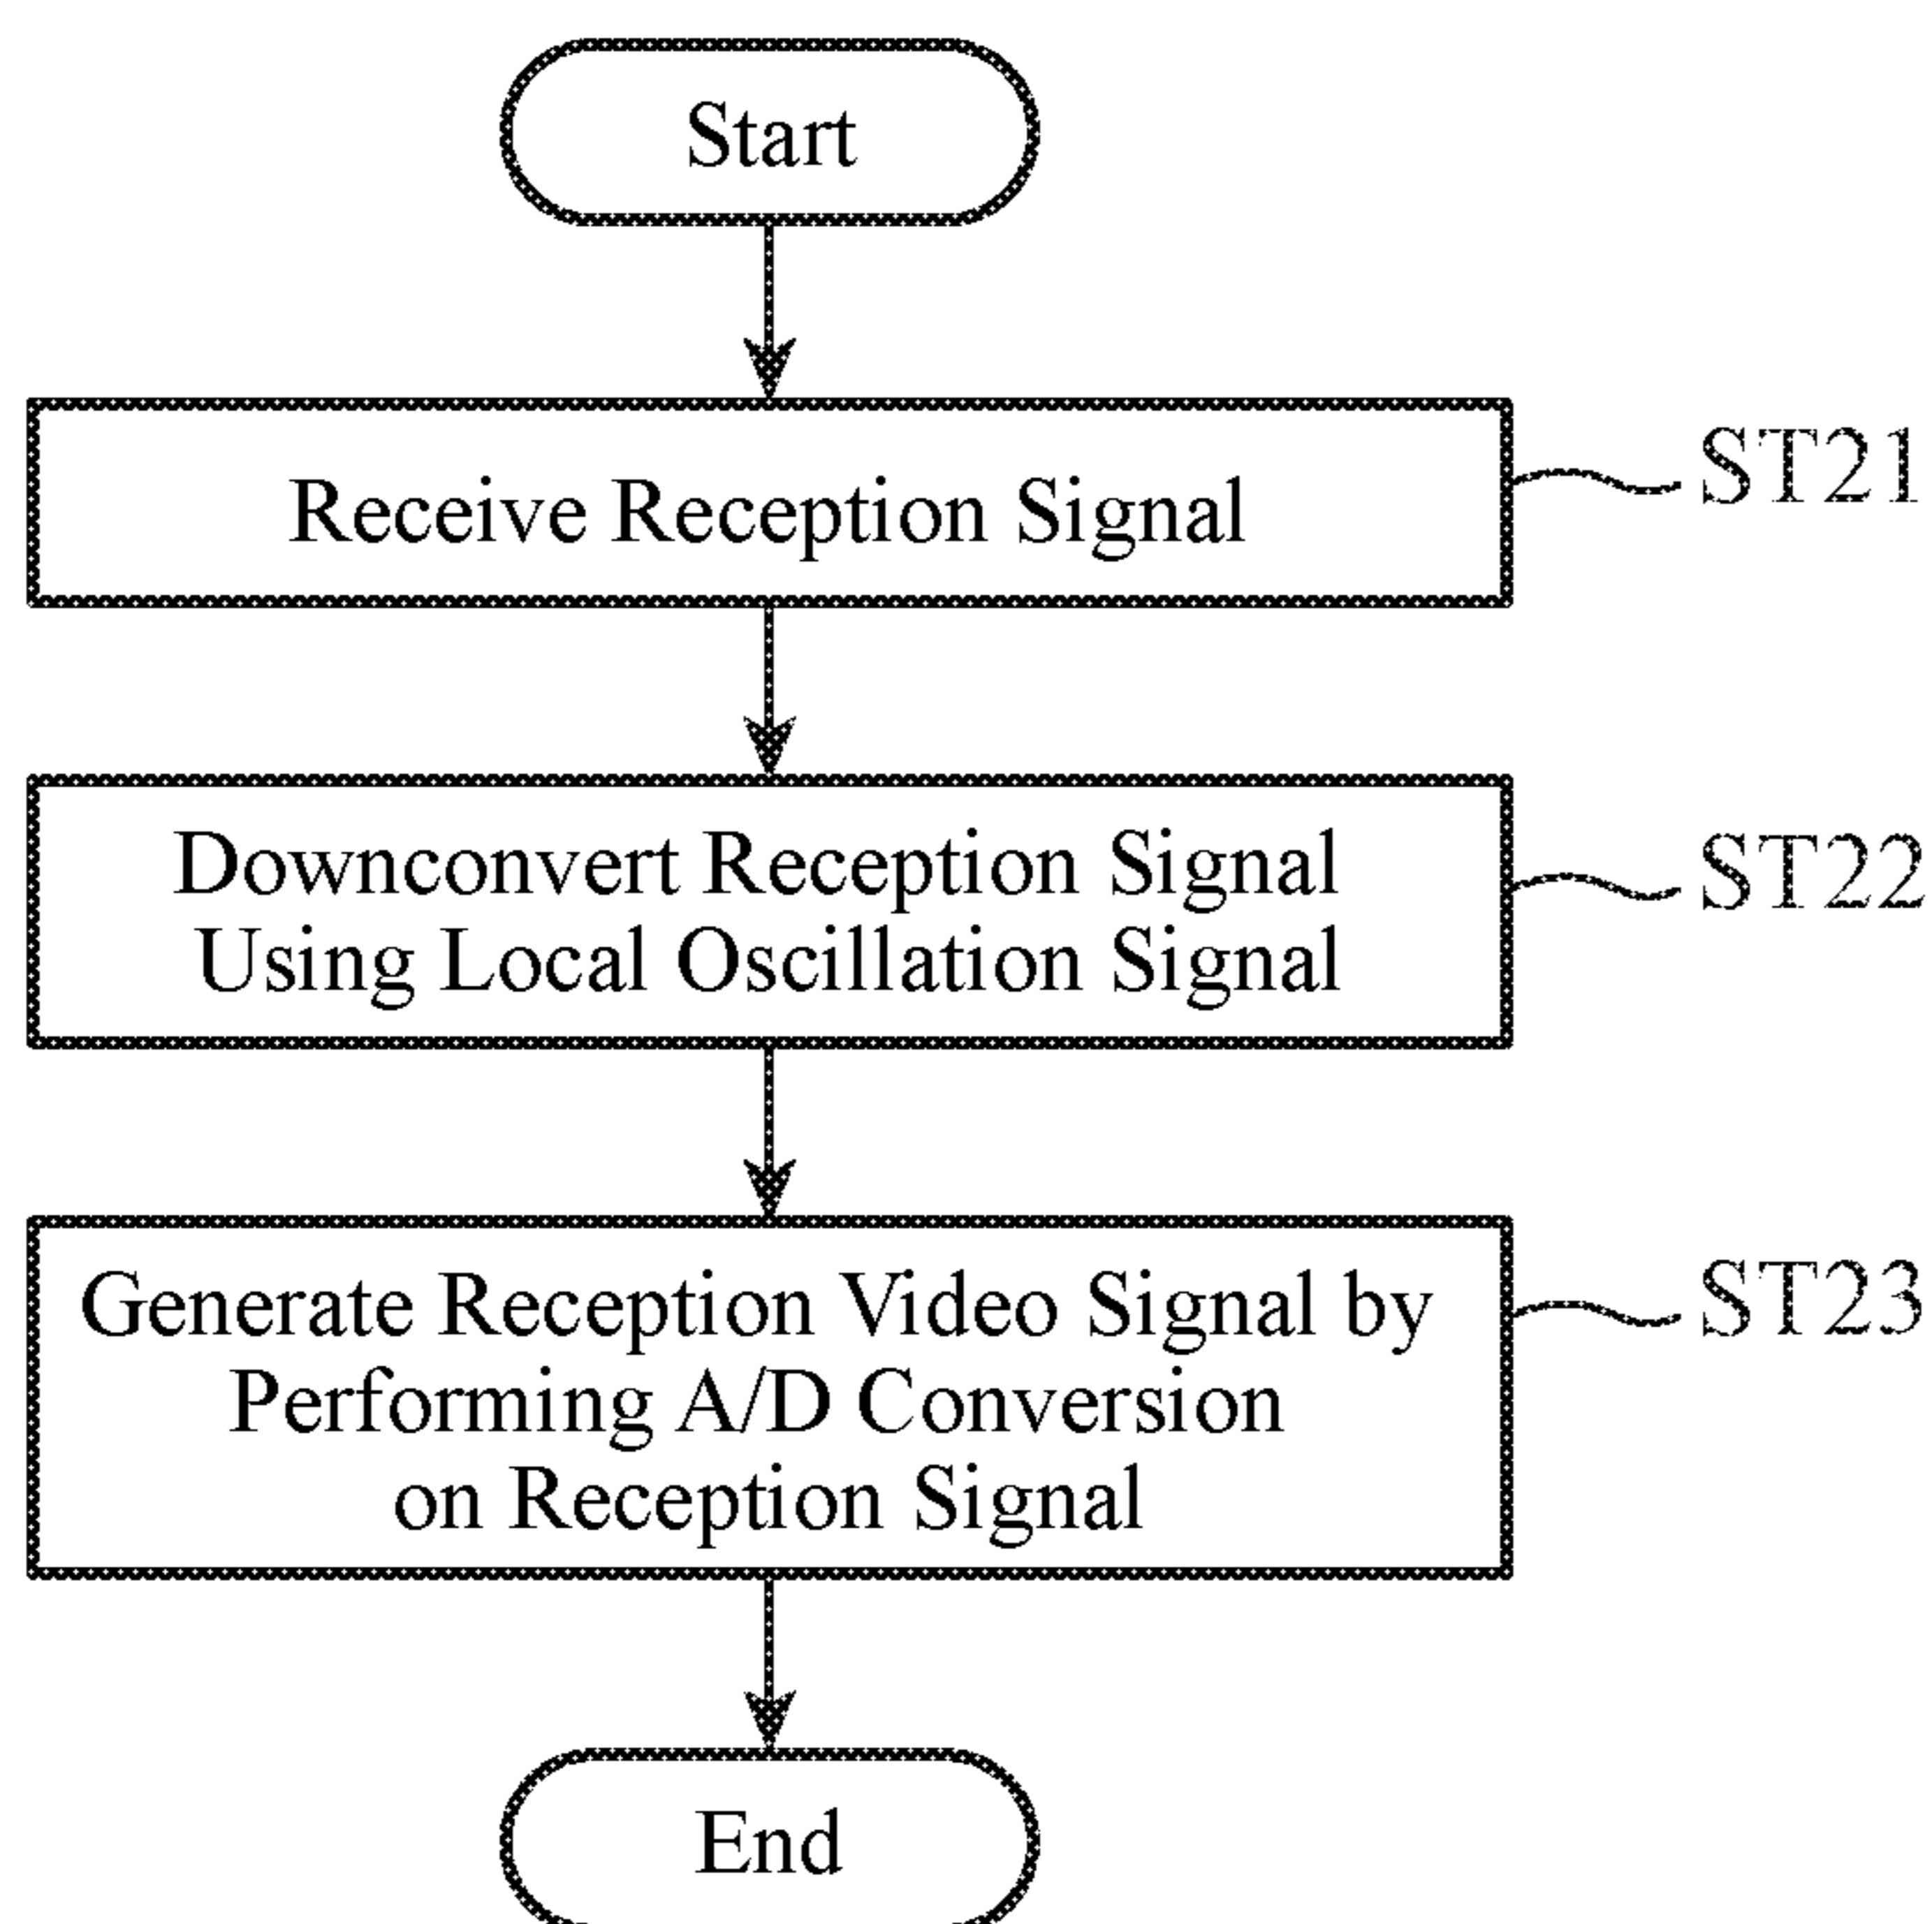 Start
Receive Reception Signal
ST21
Downconvert Reception Signal
Using Local Oscillation Signal
ST22
Generate Reception Video Signal by
Performing A/D Conversion
on Reception Signal
ST23
End